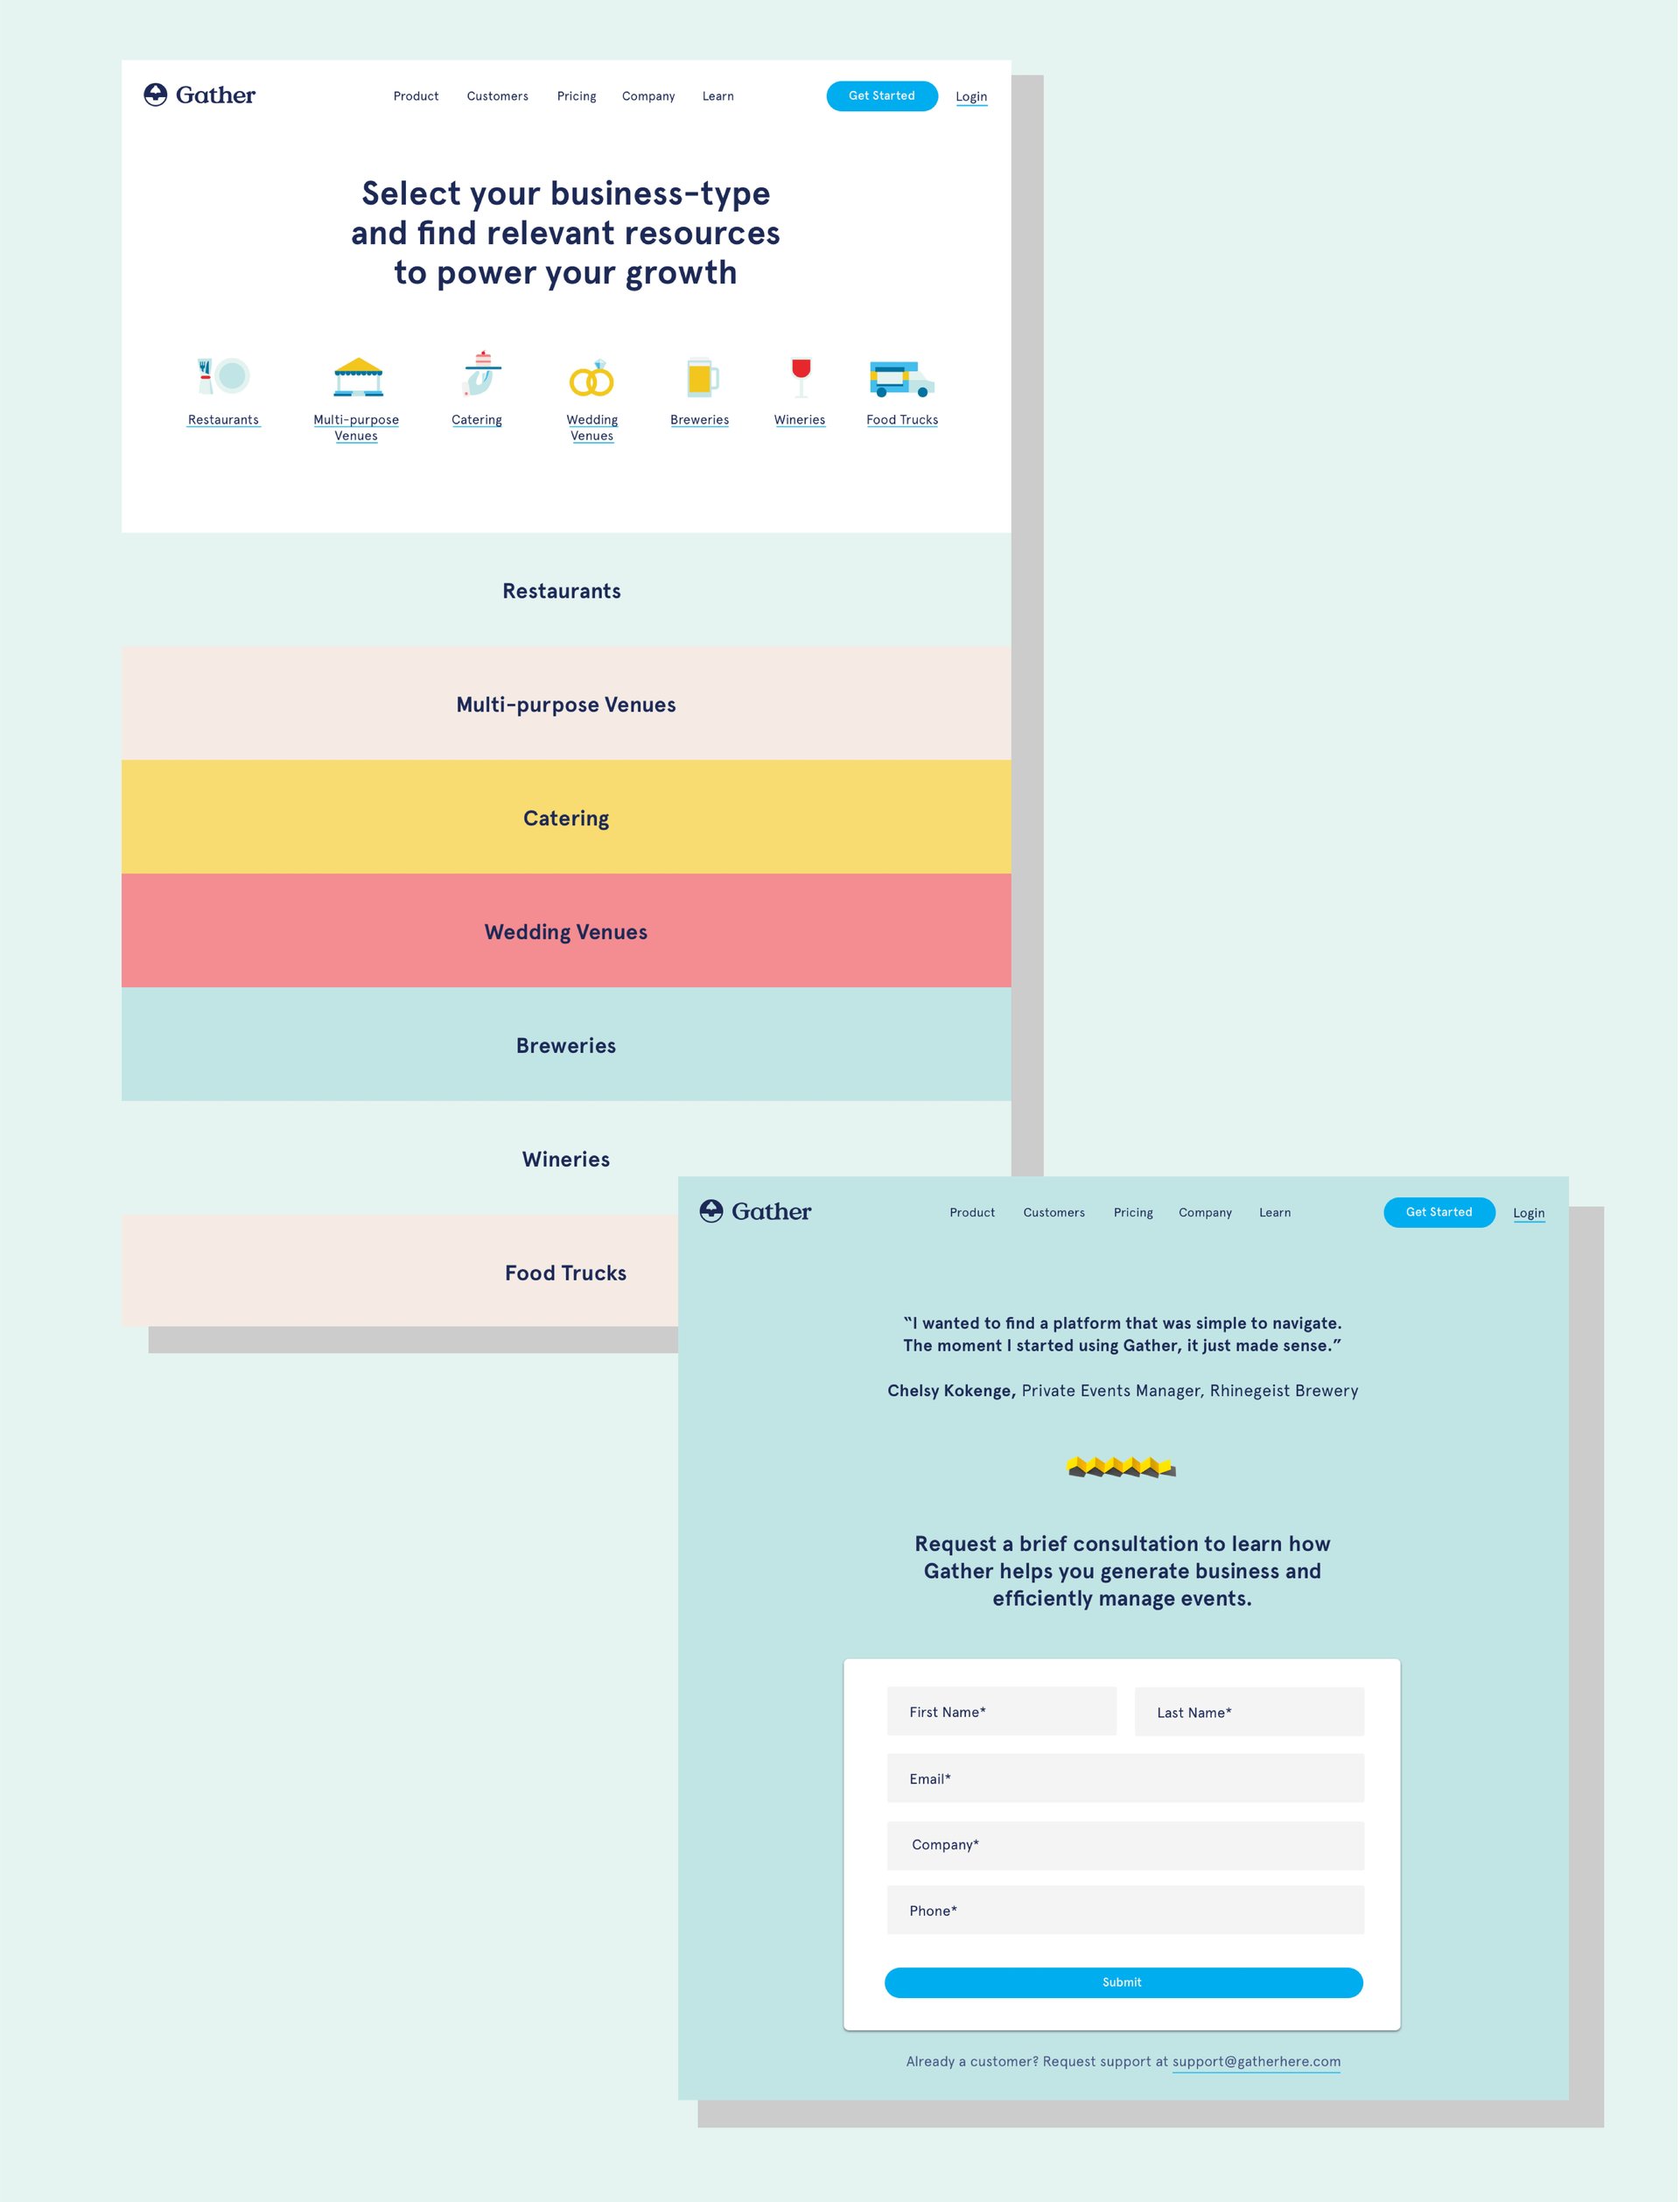 Gather
Product Customers Pricing Company Learn
Get Started Login
Select your business-type
and find relevant resources
to power your growth
Restaurants
Multi-purpose
Venues
Catering
Wedding
Venues
Breweries
Wineries
Food Trucks
Restaurants
Multi-purpose Venues
Catering
Wedding Venues
Breweries
Wineries
Food Trucks
Gather
Product Customers Pricing Company Learn
Get Started Login
“I wanted to find a platform that was simple to navigate.
The moment I started using Gather, it just made sense.”
Chelsy Kokenge, Private Events Manager, Rhinegeist Brewery
Request a brief consultation to learn how
Gather helps you generate business and
efficiently manage events.
First Name* Last Name*
Email*
Company*
Phone*
Submit
Already a customer? Request support at support@gatherhere.com